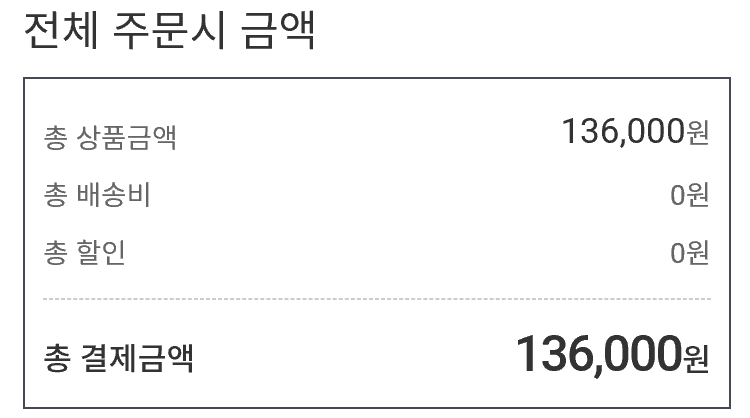 전체 주문시 금액
총 상품금액 136,000원
총 배송비 0원
총 할인 0원
총 결제금액 136,000원